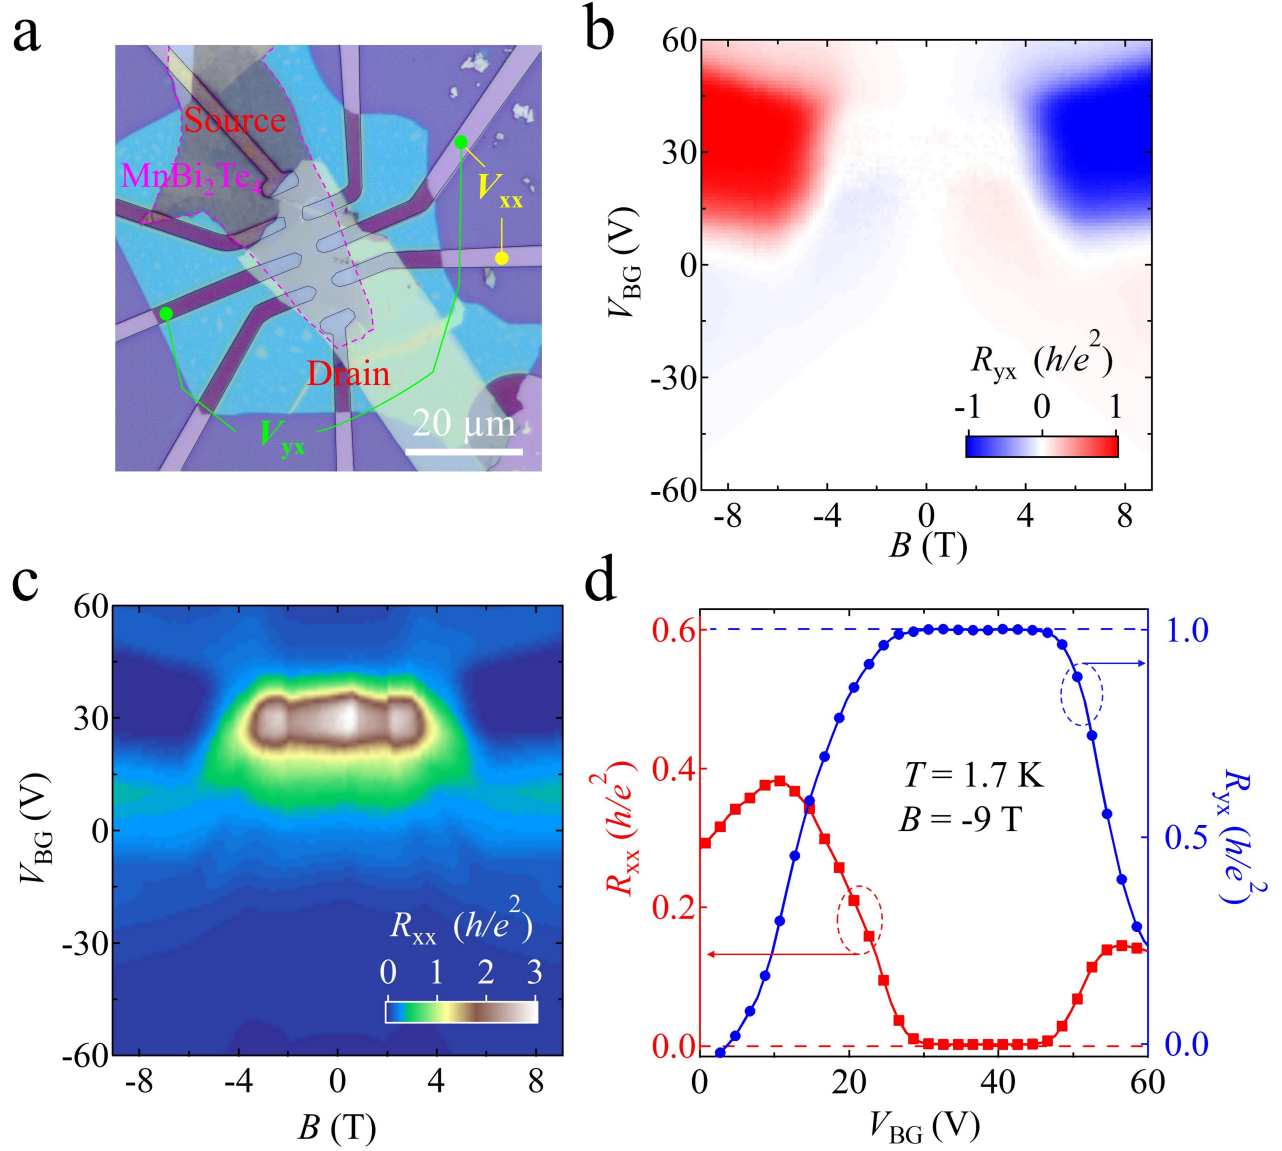 a
Source
MnBi₂Te₄
Vxx
Drain
Vyx
20 µm
b
60
30
0
-30
-60
VBG (V)
Ryx (h/e²)
-1 0 1
-8 -4 0 4 8
B (T)
c
60
30
0
-30
-60
VBG (V)
Rxx (h/e²)
0 1 2 3
-8 -4 0 4 8
B (T)
d
0.6
0.4
0.2
0.0
Rxx (h/e²)
T = 1.7 K
B = -9 T
1.0
0.5
0.0
Ryx (h/e²)
0 20 40 60
VBG (V)